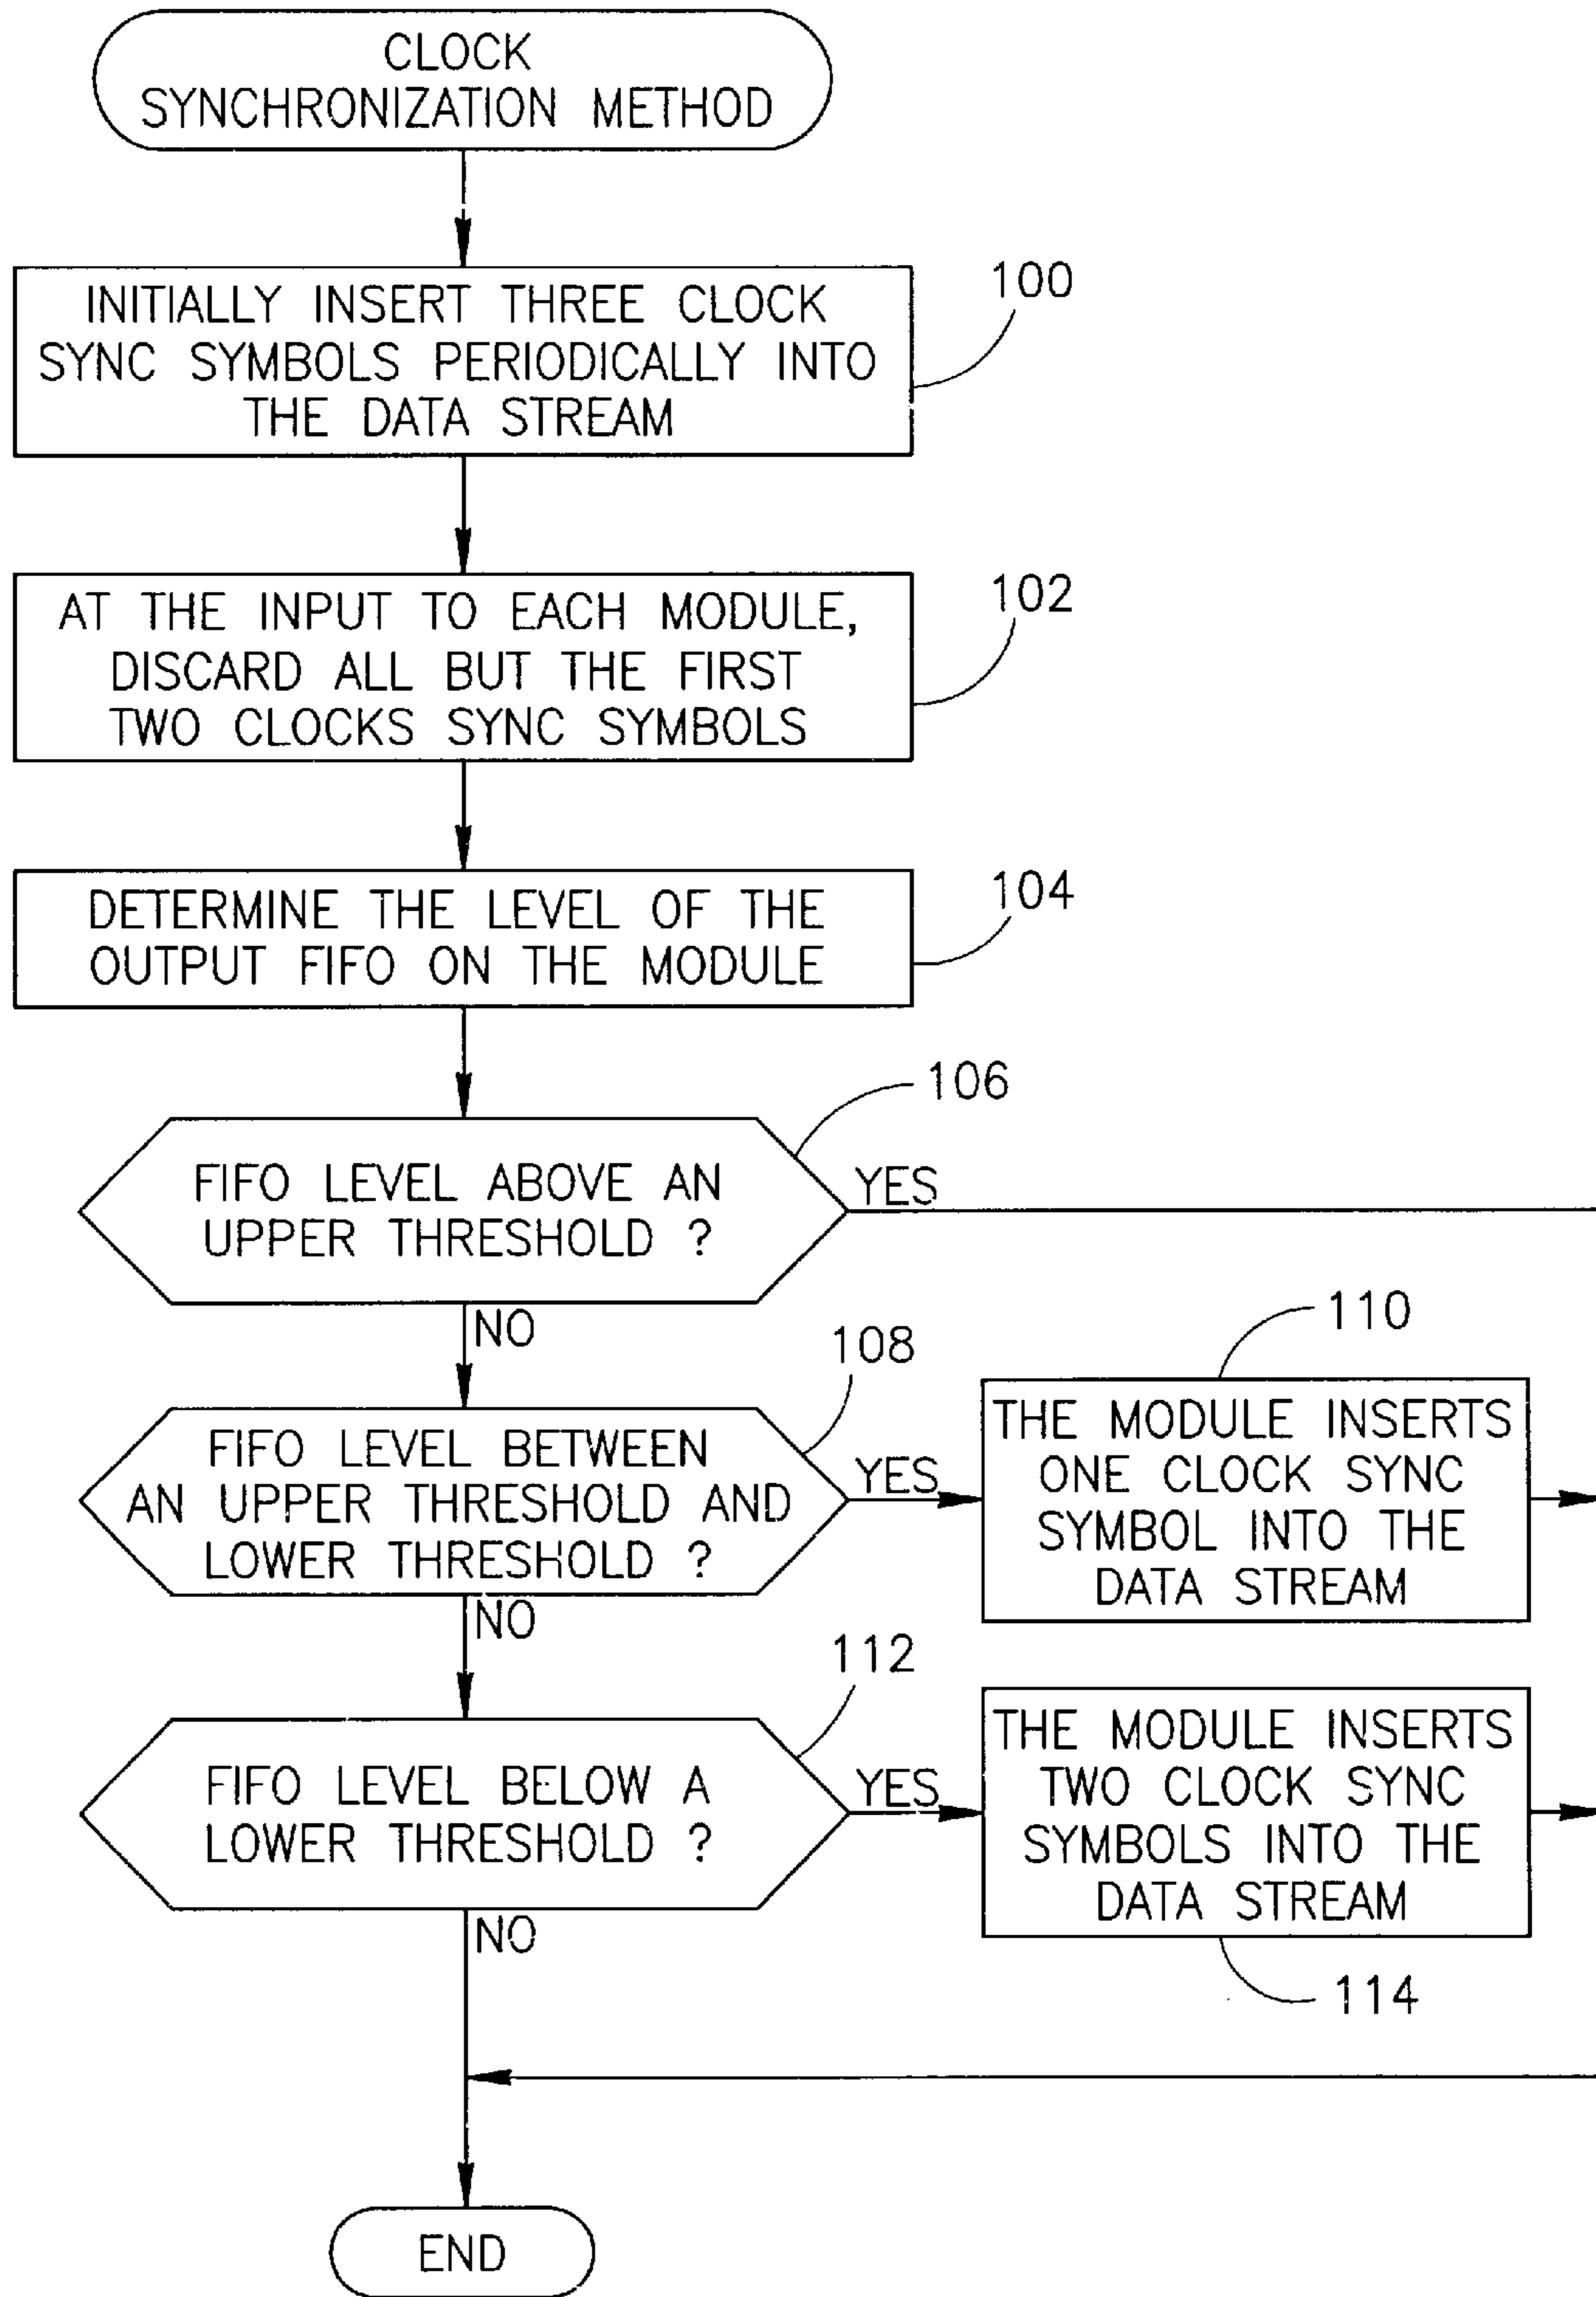 CLOCK
SYNCHRONIZATION METHOD
INITIALLY INSERT THREE CLOCK
SYNC SYMBOLS PERIODICALLY INTO
THE DATA STREAM
100
AT THE INPUT TO EACH MODULE,
DISCARD ALL BUT THE FIRST
TWO CLOCKS SYNC SYMBOLS
102
DETERMINE THE LEVEL OF THE
OUTPUT FIFO ON THE MODULE
104
106
FIFO LEVEL ABOVE AN
UPPER THRESHOLD ?
YES
NO
108
FIFO LEVEL BETWEEN
AN UPPER THRESHOLD AND
LOWER THRESHOLD ?
YES
NO
110
THE MODULE INSERTS
ONE CLOCK SYNC
SYMBOL INTO THE
DATA STREAM
112
FIFO LEVEL BELOW A
LOWER THRESHOLD ?
YES
NO
THE MODULE INSERTS
TWO CLOCK SYNC
SYMBOLS INTO THE
DATA STREAM
114
END